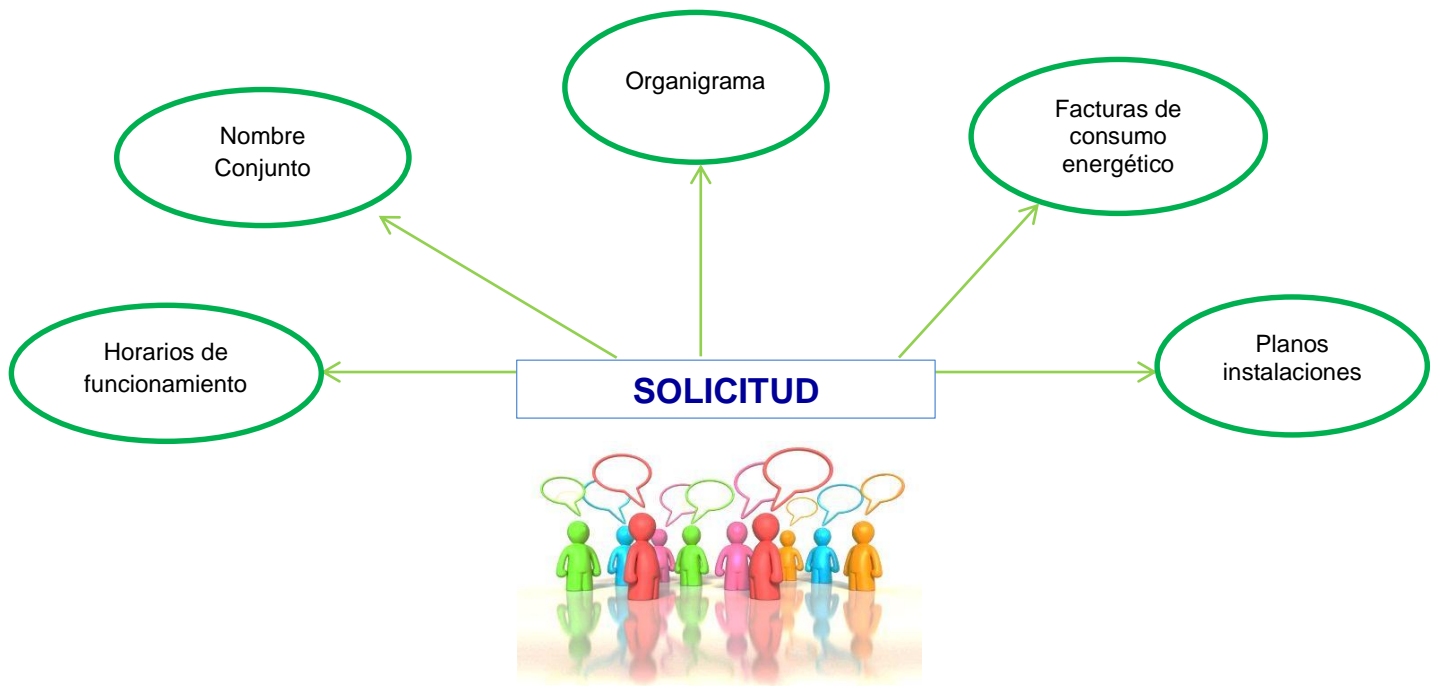 Organigrama
Facturas de
consumo
energético
Nombre
Conjunto
Planos
instalaciones
Horarios de
funcionamiento
SOLICITUD